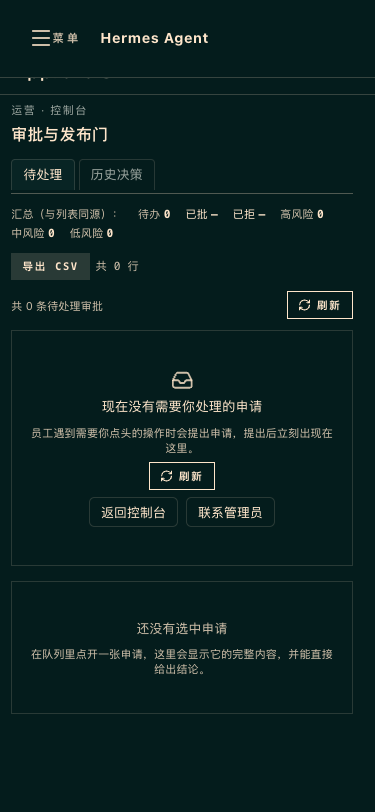 菜单 Hermes Agent
运营 · 控制台
审批与发布门
待处理 历史决策
汇总（与列表同源）： 待办 0 已批 — 已拒 — 高风险 0
中风险 0 低风险 0
导出 CSV 共 0 行
共 0 条待处理审批 刷新
现在没有需要你处理的申请
员工遇到需要你点头的操作时会提出申请，提出后立刻出现在
这里。
刷新
返回控制台 联系管理员
还没有选中申请
在队列里点开一张申请，这里会显示它的完整内容，并能直接
给出结论。